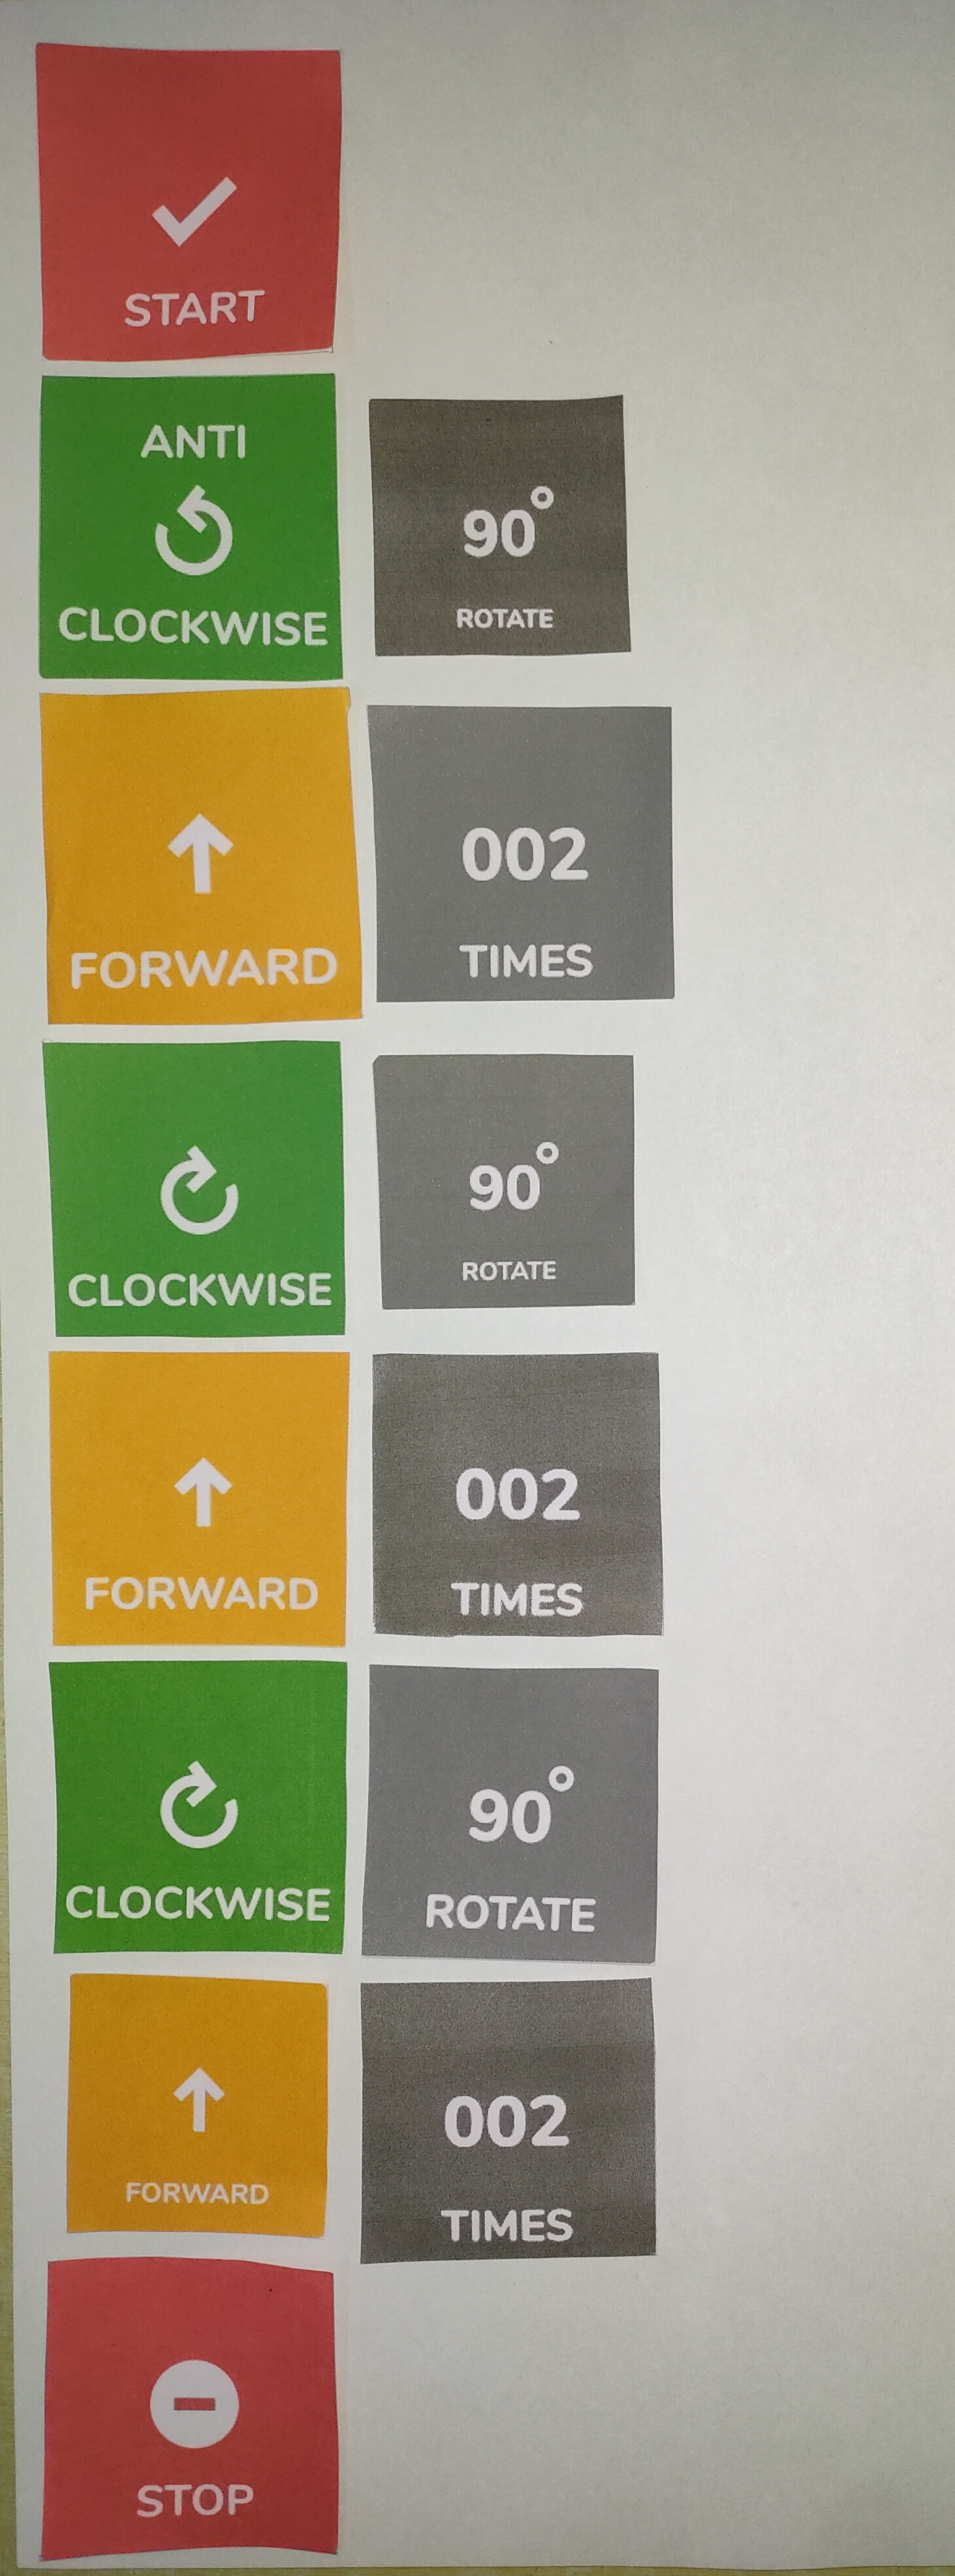 START
ANTI
CLOCKWISE
90°
ROTATE
FORWARD
002
TIMES
CLOCKWISE
90°
ROTATE
FORWARD
002
TIMES
CLOCKWISE
90°
ROTATE
FORWARD
002
TIMES
STOP